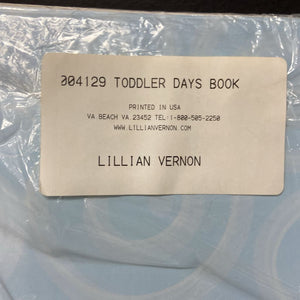 004129 TODDLER DAYS BOOK
PRINTED IN USA
VA.BEACH VA.23452 TEL:1-800-505-2250
WWW.LILLIANVERNON.COM
LILLIAN VERNON